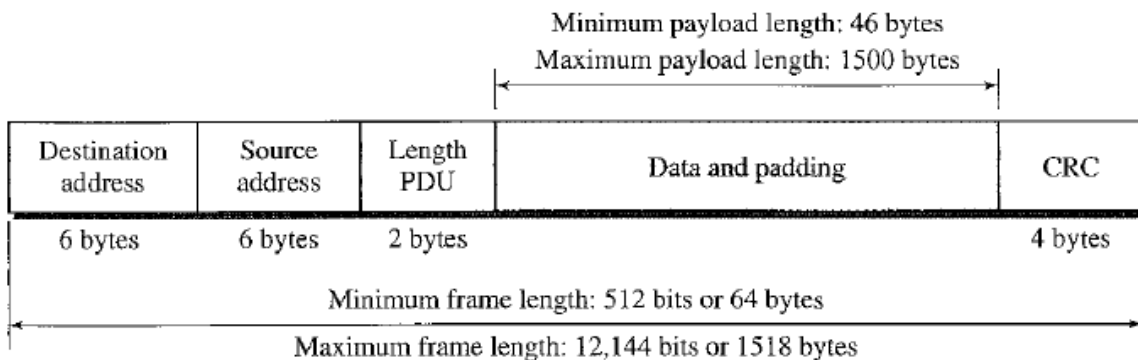 Minimum payload length: 46 bytes
Maximum payload length: 1500 bytes
Destination address
Source address
Length PDU
Data and padding
CRC
6 bytes
6 bytes
2 bytes
4 bytes
Minimum frame length: 512 bits or 64 bytes
Maximum frame length: 12,144 bits or 1518 bytes